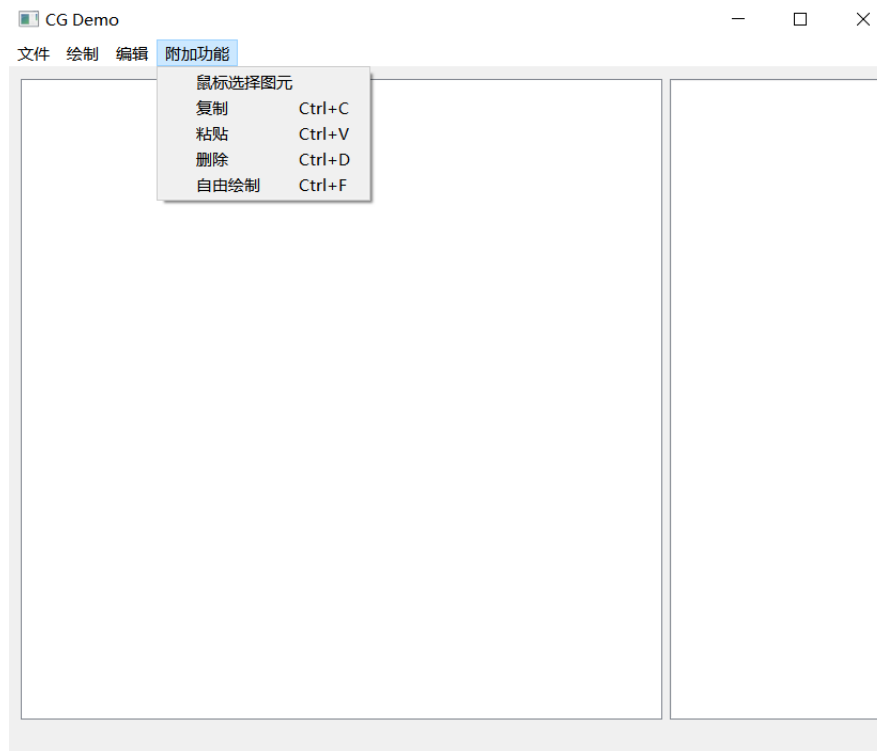 CG Demo
文件 绘制 编辑 附加功能
鼠标选择图元
复制 Ctrl+C
粘贴 Ctrl+V
删除 Ctrl+D
自由绘制 Ctrl+F